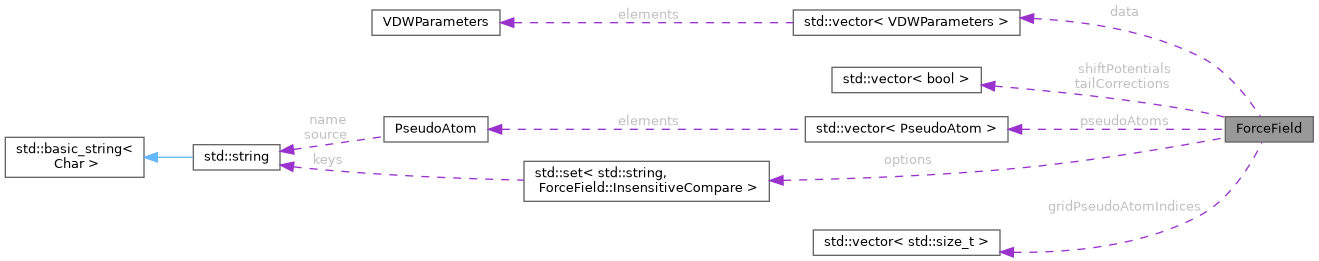 data
elements
VDWParameters
std::vector< VDWParameters >
shiftPotentials
tailCorrections
std::vector< bool >
name
source
elements
pseudoAtoms
PseudoAtom
std::vector< PseudoAtom >
ForceField
std::basic_string<
Char >
std::string
keys
options
std::set< std::string,
ForceField::InsensitiveCompare >
gridPseudoAtomIndices
std::vector< std::size_t >